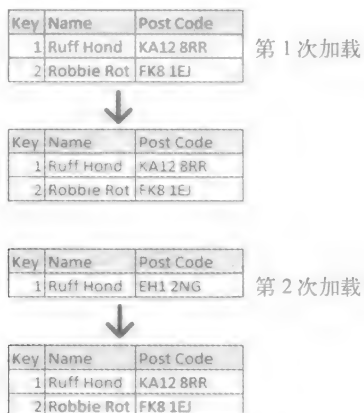 Key Name Post Code
1 Ruff Hond KA12 8RR
2 Robbie Rot FK8 1EJ
第 1 次加载
Key Name Post Code
1 Ruff Hond KA12 8RR
2 Robbie Rot FK8 1EJ
Key Name Post Code
1 Ruff Hond EH1 2NG
第 2 次加载
Key Name Post Code
1 Ruff Hond KA12 8RR
2 Robbie Rot FK8 1EJ